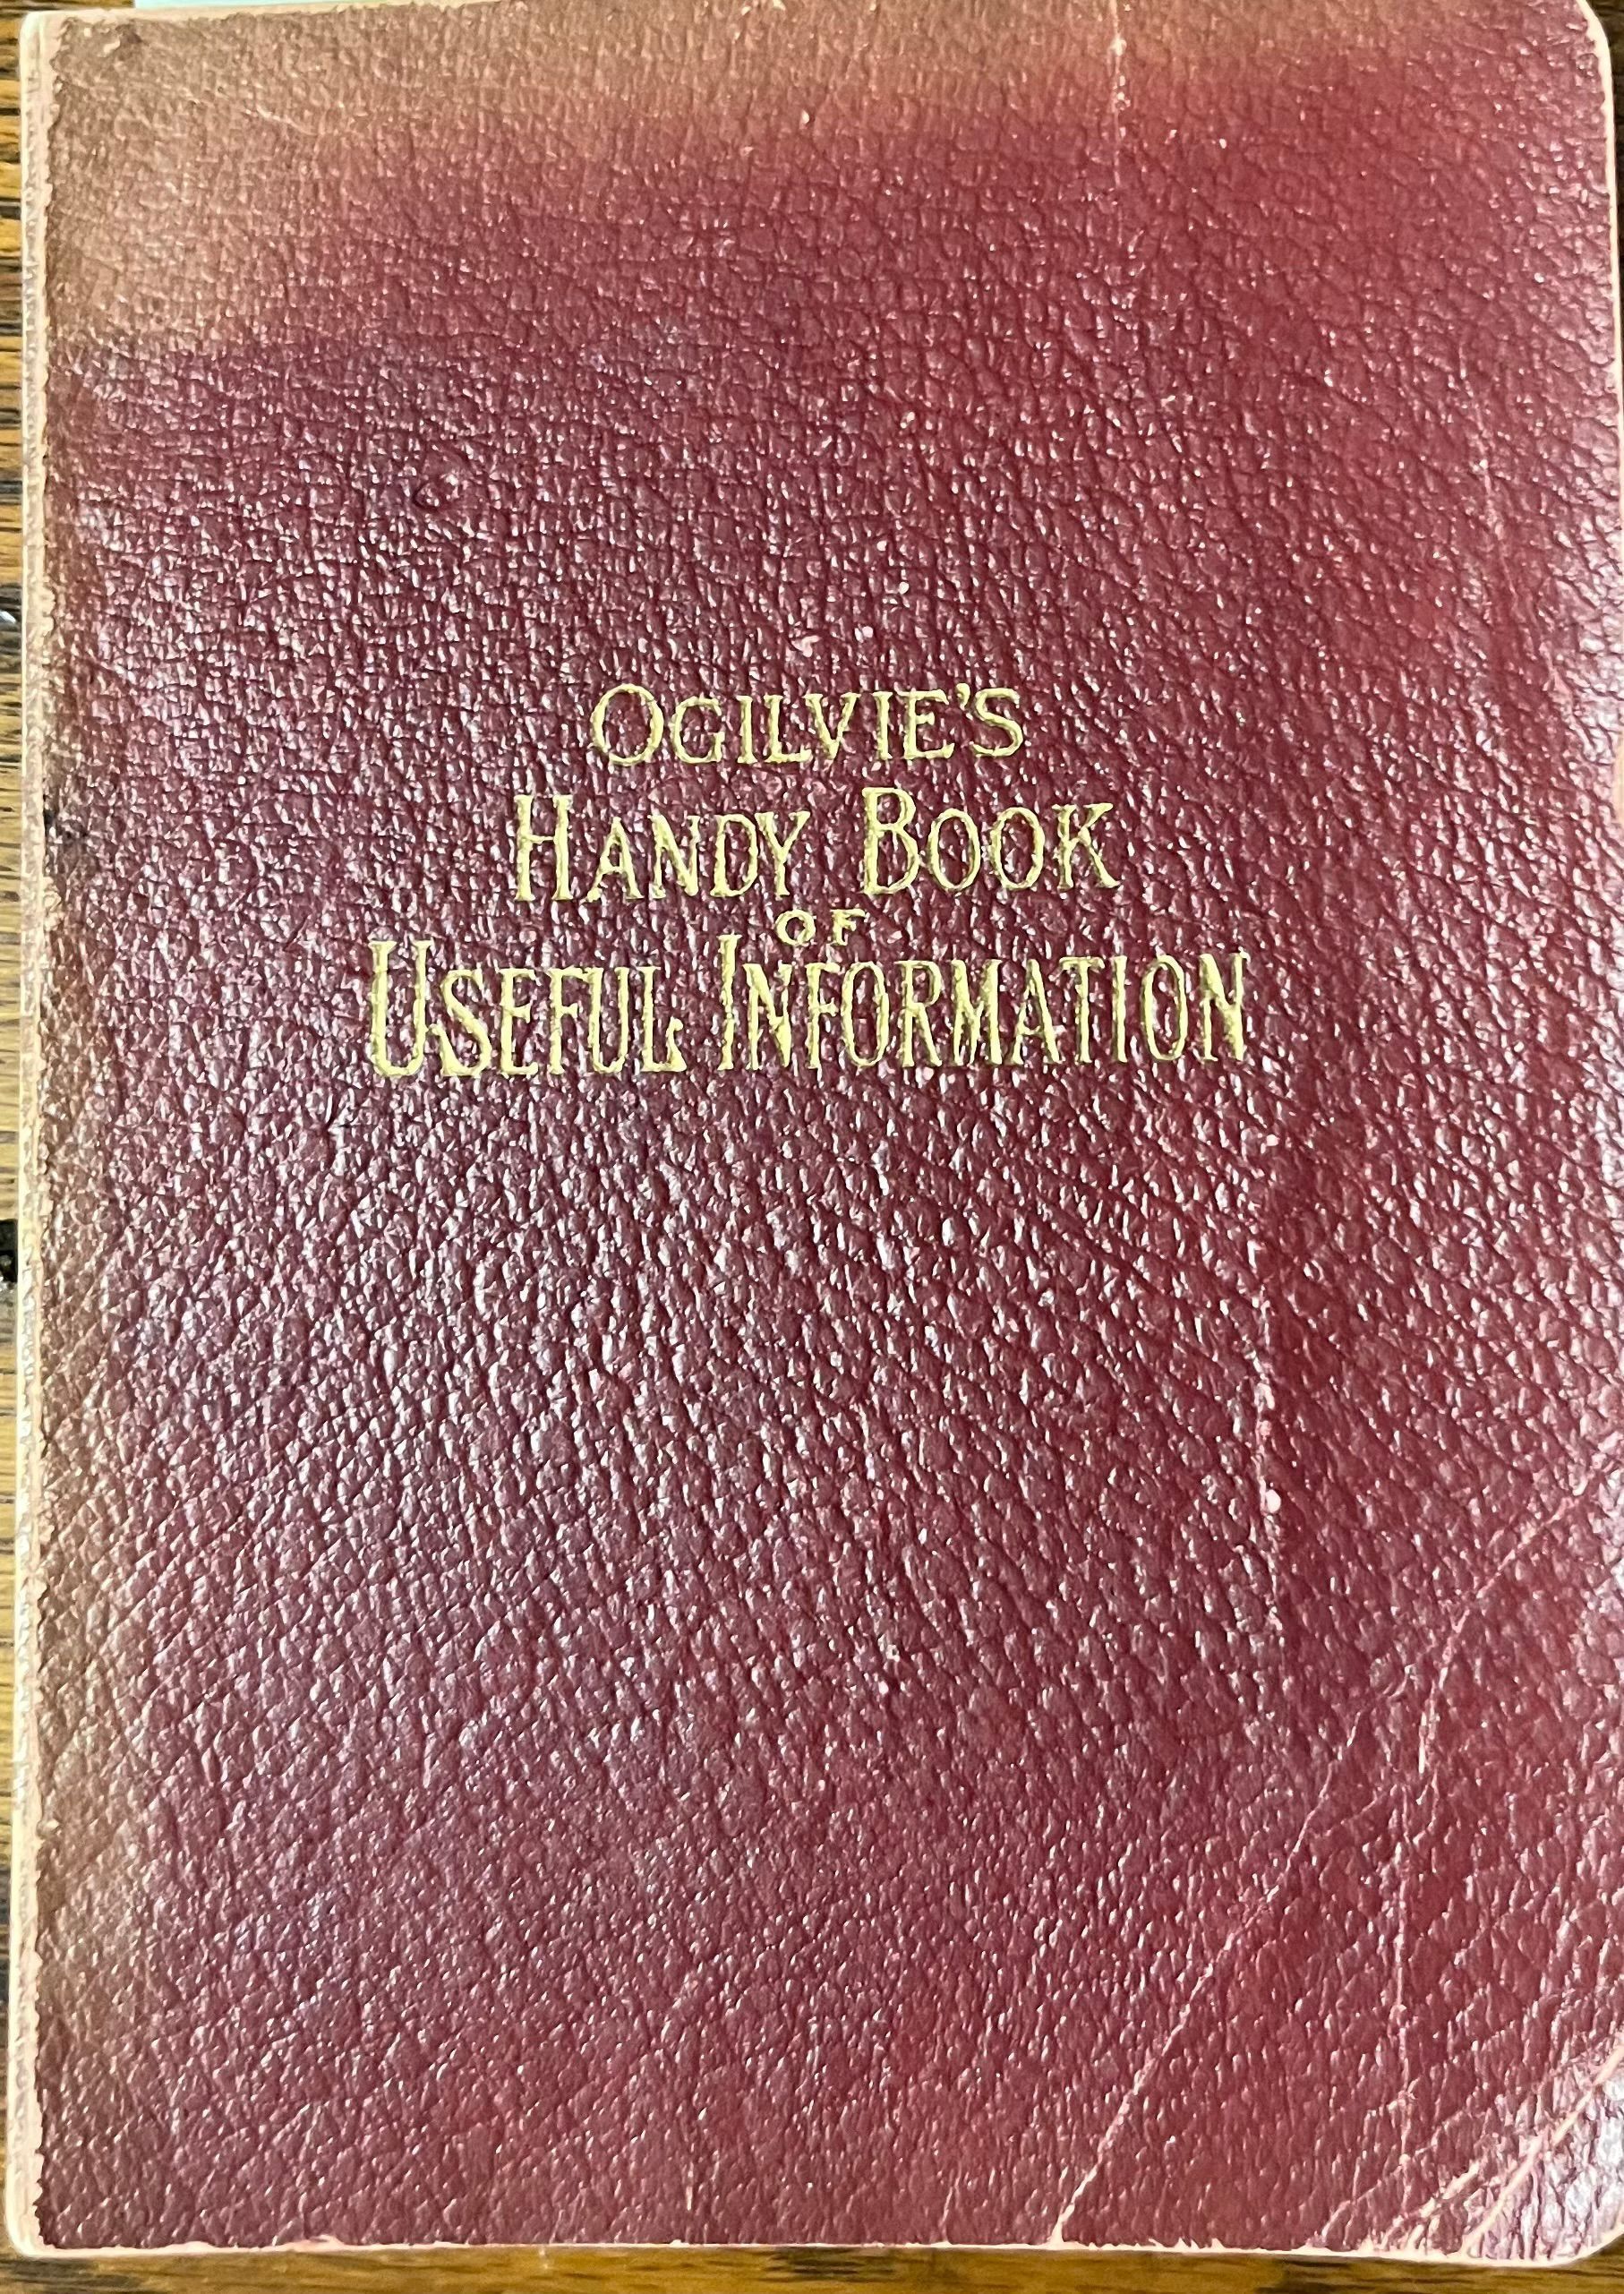 OGILVIE'S
HANDY BOOK
OF
USEFUL INFORMATION